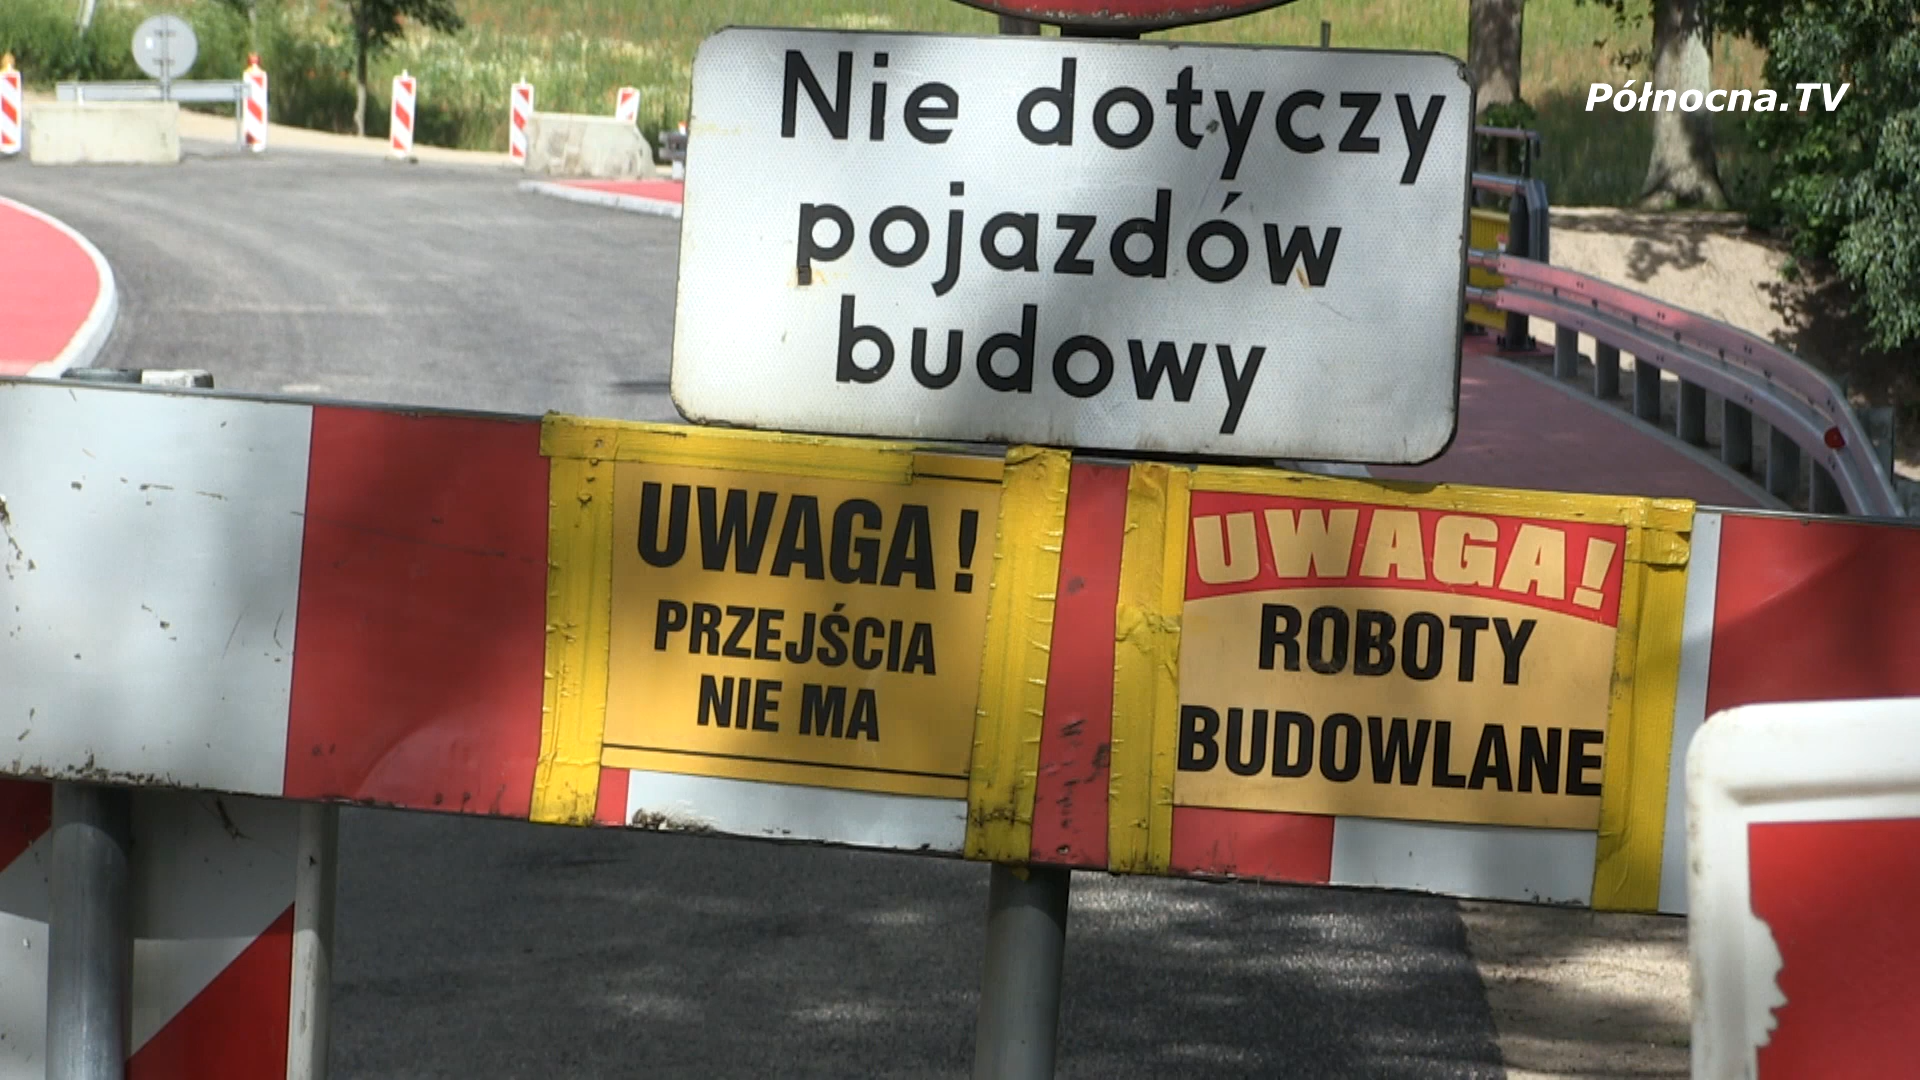 Północna.TV
Nie dotyczy
pojazdów
budowy
UWAGA!
PRZEJŚCIA
NIE MA
UWAGA!
ROBOTY
BUDOWLANE